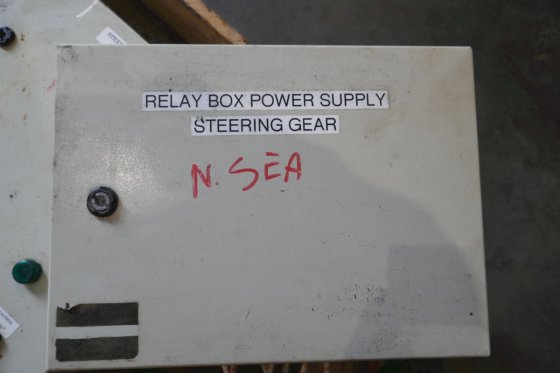 RELAY BOX POWER SUPPLY
STEERING GEAR
N. SEA